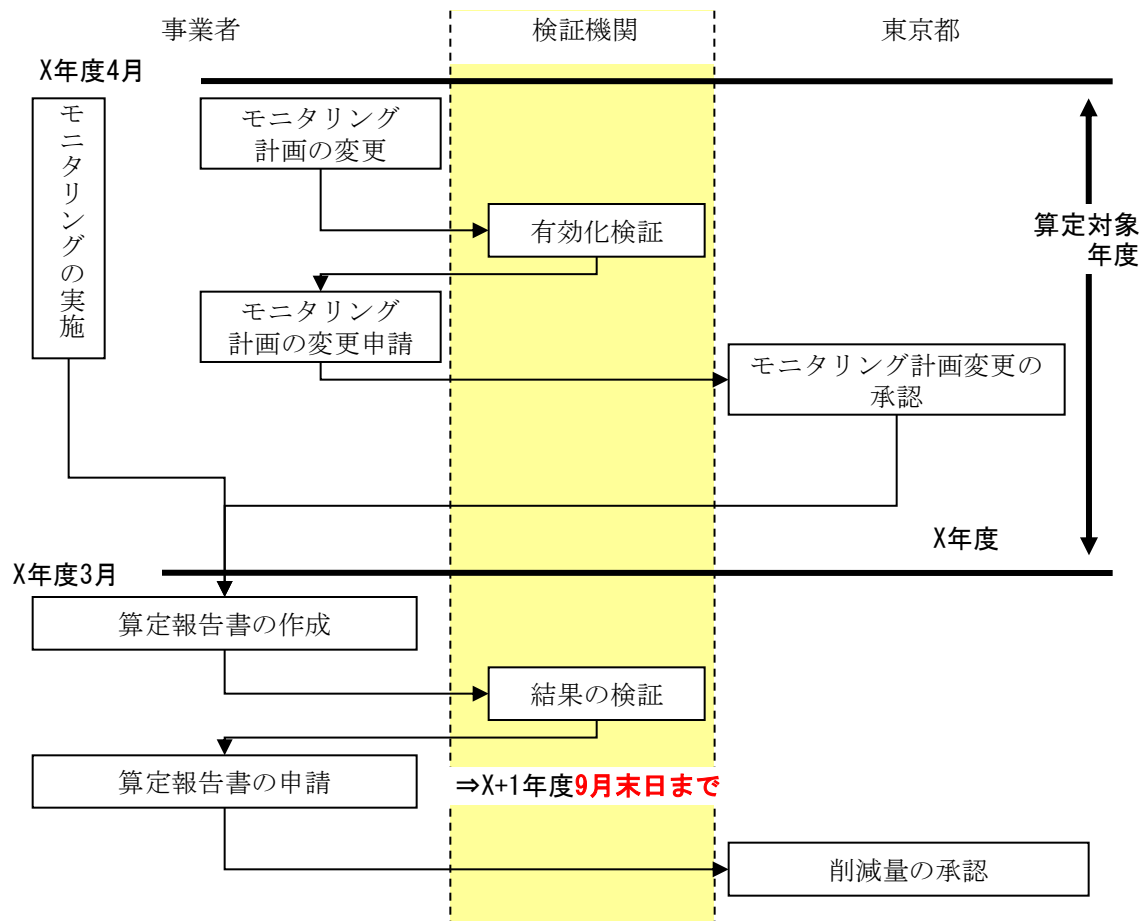 事業者
検証機関
東京都
X年度4月
モニタリングの実施
モニタリング
計画の変更
有効化検証
モニタリング
計画の変更申請
モニタリング計画変更の
承認
算定対象
年度
X年度
X年度3月
算定報告書の作成
結果の検証
算定報告書の申請
⇒X+1年度9月末日まで
削減量の承認